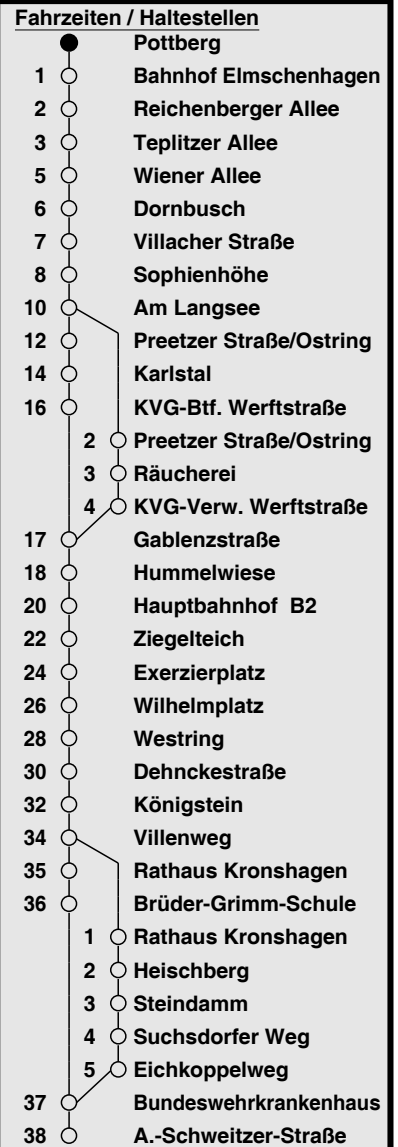 Fahrzeiten / Haltestellen
Pottberg
1 Bahnhof Elmschenhagen
2 Reichenberger Allee
3 Teplitzer Allee
5 Wiener Allee
6 Dornbusch
7 Villacher Straße
8 Sophienhöhe
10 Am Langsee
12 Preetzer Straße/Ostring
14 Karlstal
16 KVG-Btf. Werftstraße
2 Preetzer Straße/Ostring
3 Räucherei
4 KVG-Verw. Werftstraße
17 Gablenzstraße
18 Hummelwiese
20 Hauptbahnhof B2
22 Ziegelteich
24 Exerzierplatz
26 Wilhelmplatz
28 Westring
30 Dehnckestraße
32 Königstein
34 Villenweg
35 Rathaus Kronshagen
36 Brüder-Grimm-Schule
1 Rathaus Kronshagen
2 Heischberg
3 Steindamm
4 Suchsdorfer Weg
5 Eichkoppelweg
37 Bundeswehrkrankenhaus
38 A.-Schweitzer-Straße